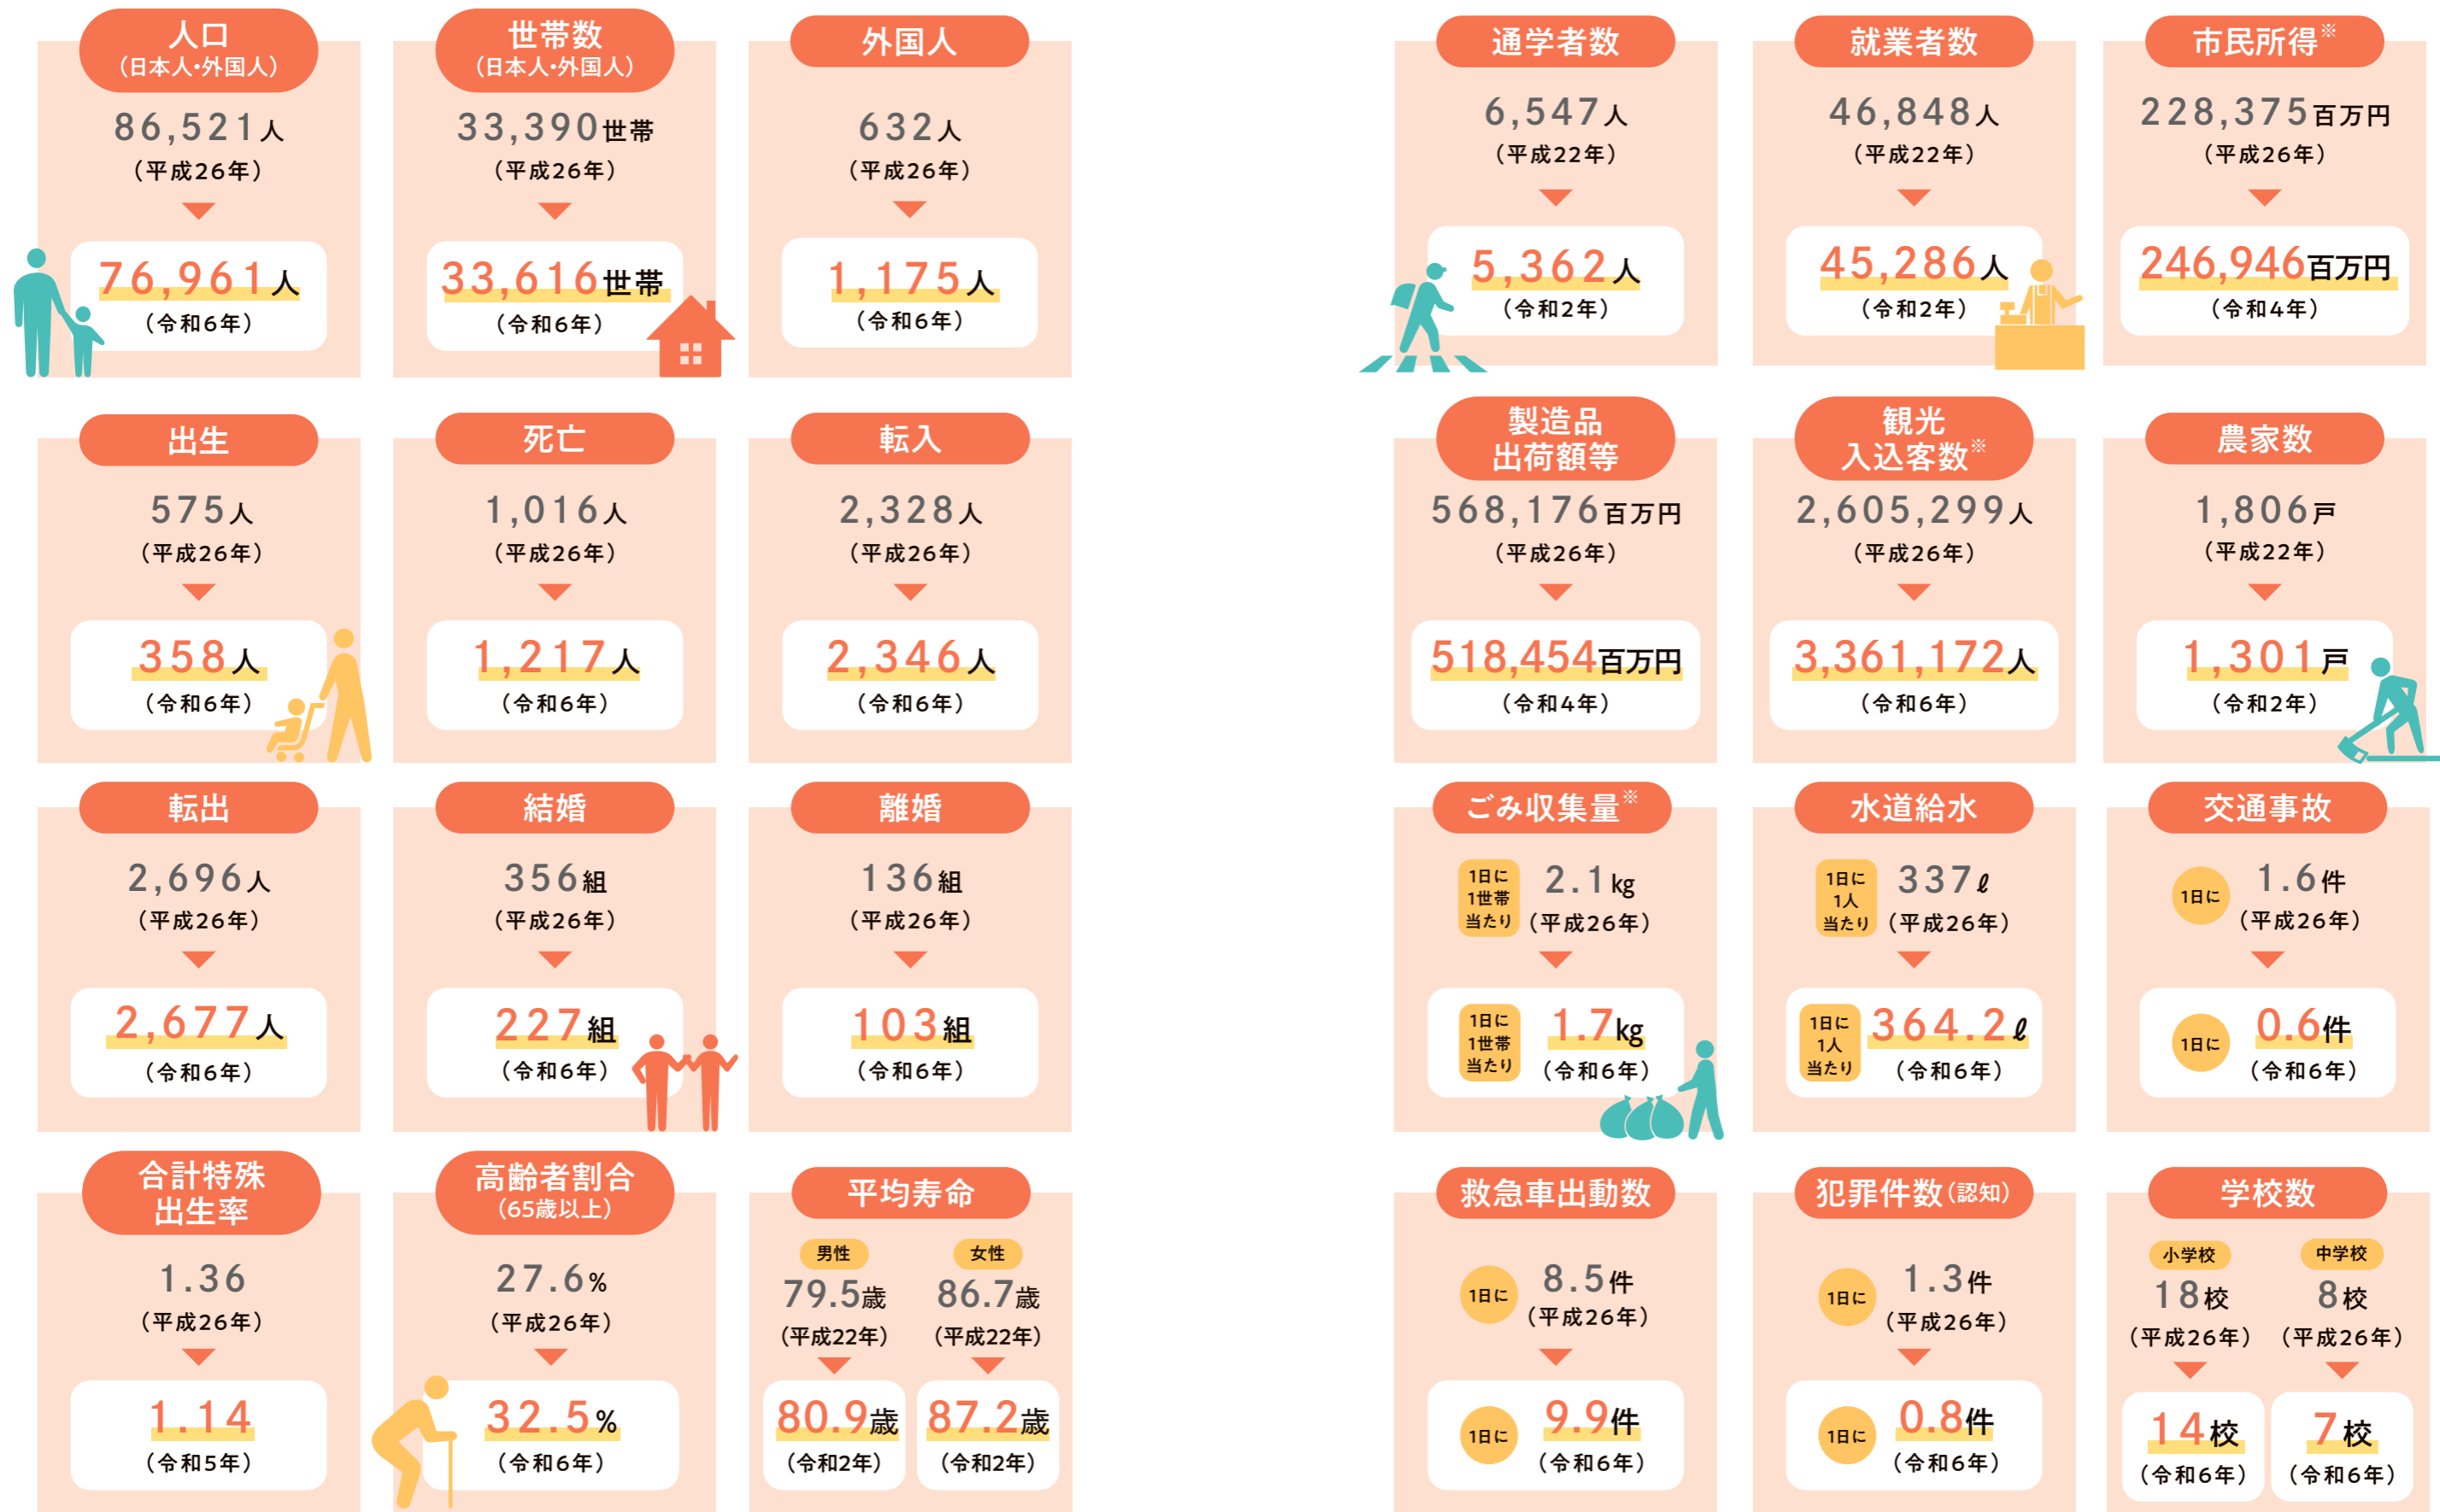 人口
（日本人・外国人）
86,521人
（平成26年）
76,961人
（令和6年）
世帯数
（日本人・外国人）
33,390世帯
（平成26年）
33,616世帯
（令和6年）
外国人
632人
（平成26年）
1,175人
（令和6年）
出生
575人
（平成26年）
358人
（令和6年）
死亡
1,016人
（平成26年）
1,217人
（令和6年）
転入
2,328人
（平成26年）
2,346人
（令和6年）
転出
2,696人
（平成26年）
2,677人
（令和6年）
結婚
356組
（平成26年）
227組
（令和6年）
離婚
136組
（平成26年）
103組
（令和6年）
合計特殊
出生率
1.36
（平成26年）
1.14
（令和5年）
高齢者割合
（65歳以上）
27.6%
（平成26年）
32.5%
（令和6年）
平均寿命
男性
79.5歳
（平成22年）
80.9歳
（令和2年）
女性
86.7歳
（平成22年）
87.2歳
（令和2年）
通学者数
6,547人
（平成22年）
5,362人
（令和2年）
就業者数
46,848人
（平成22年）
45,286人
（令和2年）
市民所得※
228,375百万円
（平成26年）
246,946百万円
（令和4年）
製造品
出荷額等
568,176百万円
（平成26年）
518,454百万円
（令和4年）
観光
入込客数※
2,605,299人
（平成26年）
3,361,172人
（令和6年）
農家数
1,806戸
（平成22年）
1,301戸
（令和2年）
ごみ収集量※
1日に
1世帯
当たり
2.1kg
（平成26年）
1日に
1世帯
当たり
1.7kg
（令和6年）
水道給水
1日に
1人
当たり
337ℓ
（平成26年）
1日に
1人
当たり
364.2ℓ
（令和6年）
交通事故
1日に
1.6件
（平成26年）
1日に
0.6件
（令和6年）
救急車出動数
1日に
8.5件
（平成26年）
1日に
9.9件
（令和6年）
犯罪件数（認知）
1日に
1.3件
（平成26年）
1日に
0.8件
（令和6年）
学校数
小学校
18校
（平成26年）
14校
（令和6年）
中学校
8校
（平成26年）
7校
（令和6年）